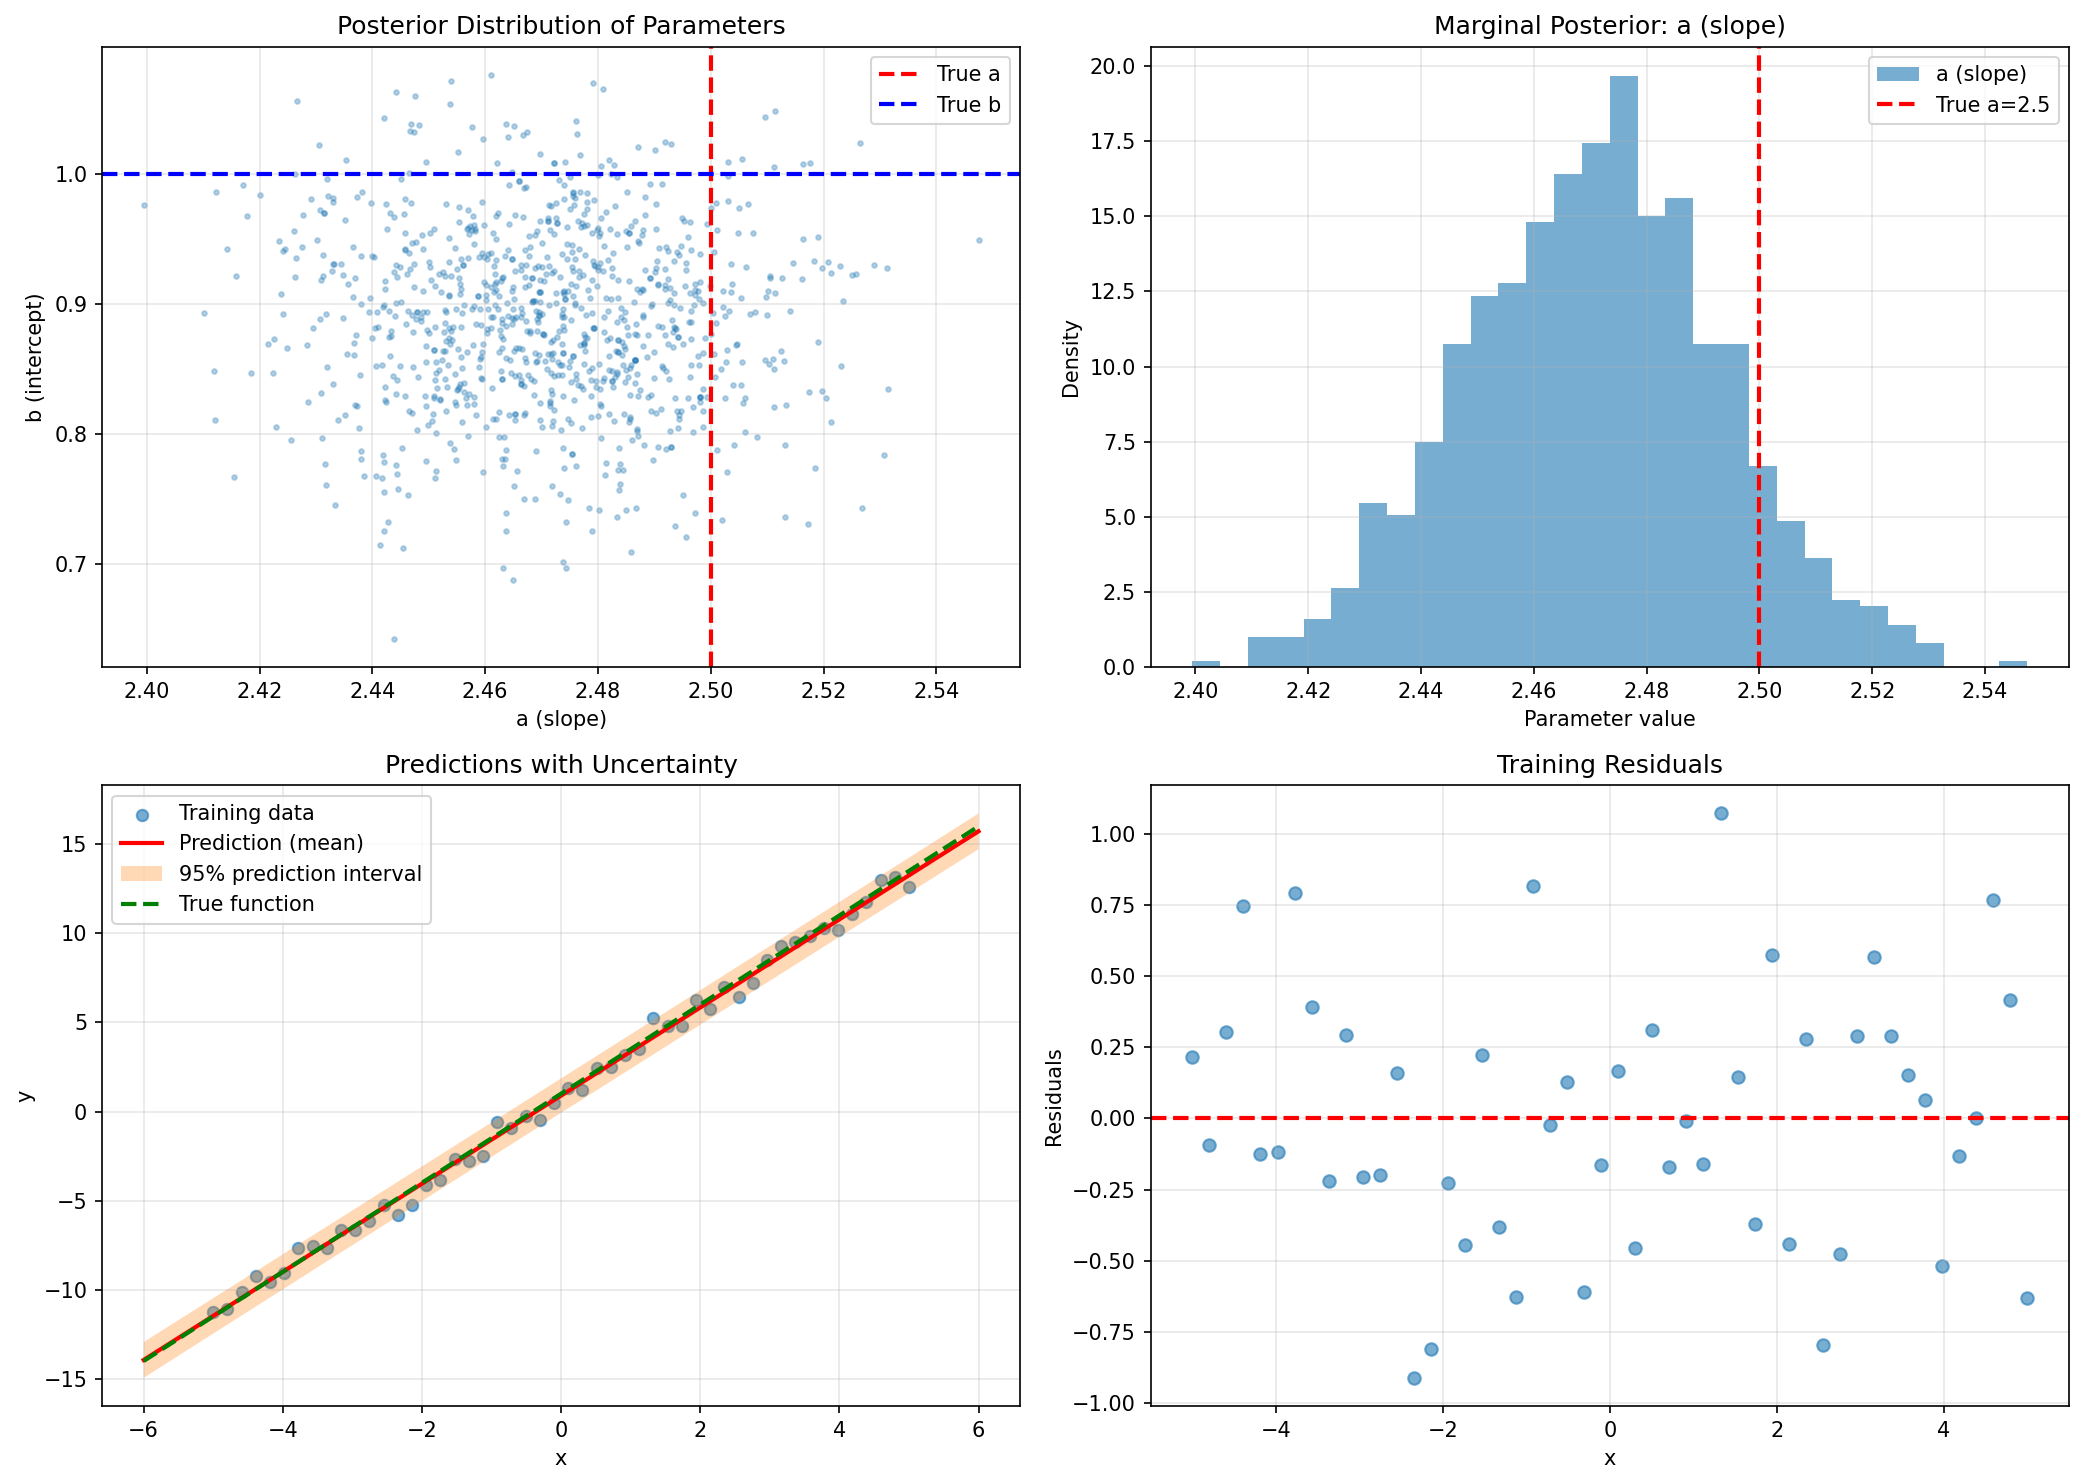 Posterior Distribution of Parameters
True a
True b
1.0
0.9
0.8
0.7
b (intercept)
2.40 2.42 2.44 2.46 2.48 2.50 2.52 2.54
a (slope)
Marginal Posterior: a (slope)
a (slope)
True a=2.5
20.0
17.5
15.0
12.5
10.0
7.5
5.0
2.5
0.0
Density
2.40 2.42 2.44 2.46 2.48 2.50 2.52 2.54
Parameter value
Predictions with Uncertainty
Training data
Prediction (mean)
95% prediction interval
True function
15
10
5
0
−5
−10
−15
y
−6 −4 −2 0 2 4 6
x
Training Residuals
1.00
0.75
0.50
0.25
0.00
−0.25
−0.50
−0.75
−1.00
Residuals
−4 −2 0 2 4
x